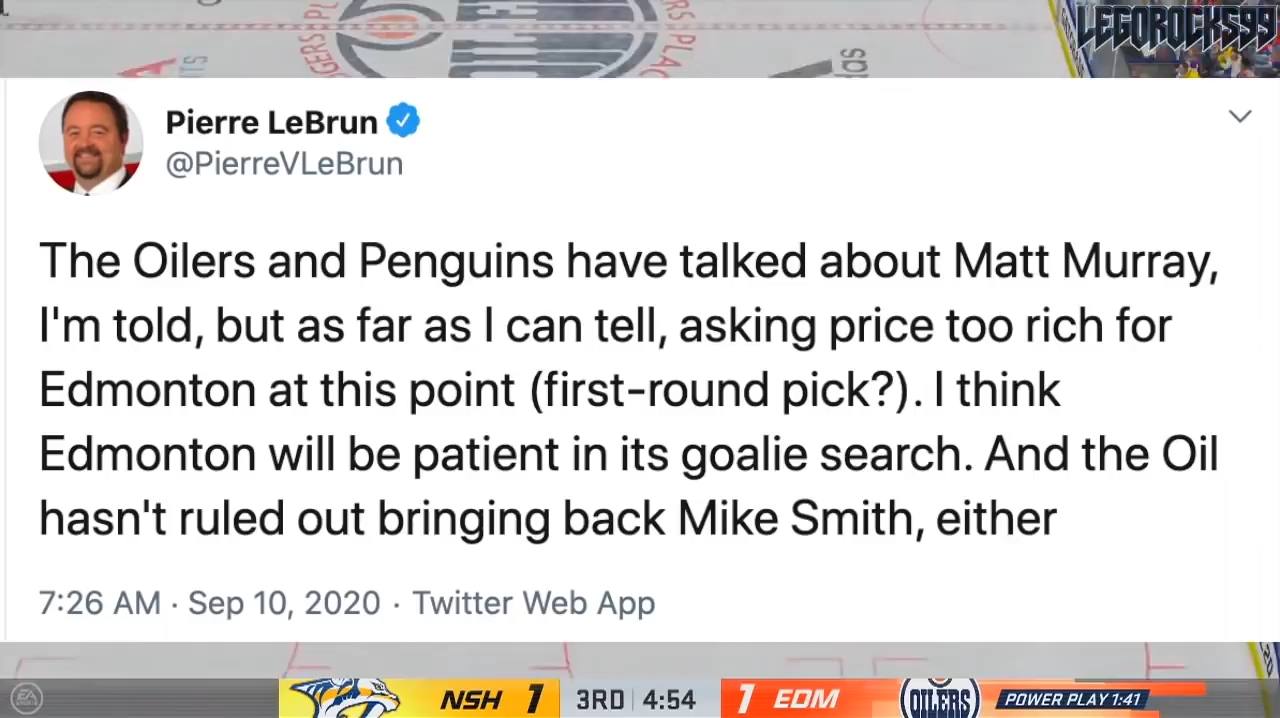 LEGOROCKS99
Pierre LeBrun
@PierreVLeBrun
The Oilers and Penguins have talked about Matt Murray,
I'm told, but as far as I can tell, asking price too rich for
Edmonton at this point (first-round pick?). I think
Edmonton will be patient in its goalie search. And the Oil
hasn't ruled out bringing back Mike Smith, either
7:26 AM · Sep 10, 2020 · Twitter Web App
EA SPORTS
NSH 1 3RD 4:54 1 EDM OILERS POWER PLAY 1:41